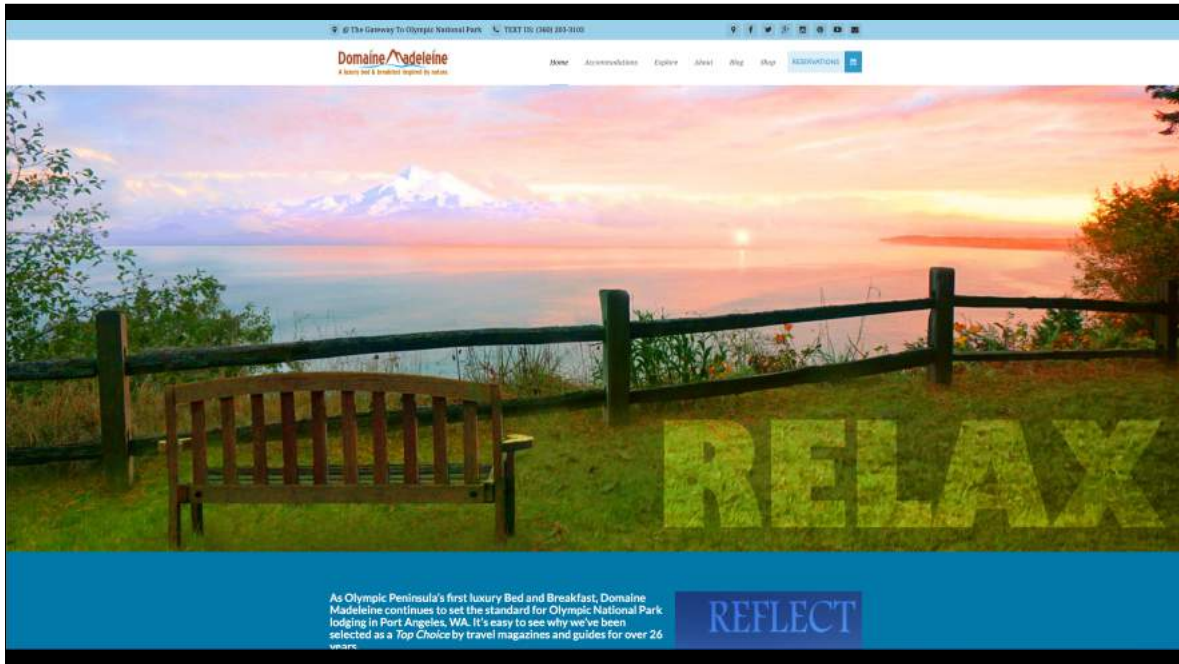 @ The Gateway To Olympic National Park TEXT US: (360) 203-3103
Domaine Madeleine
A luxury bed & breakfast inspired by nature.
Home Accommodations Explore About Blog Shop RESERVATIONS
RELAX
As Olympic Peninsula's first luxury Bed and Breakfast, Domaine
Madeleine continues to set the standard for Olympic National Park
lodging in Port Angeles, WA. It's easy to see why we've been
selected as a Top Choice by travel magazines and guides for over 26
years
REFLECT